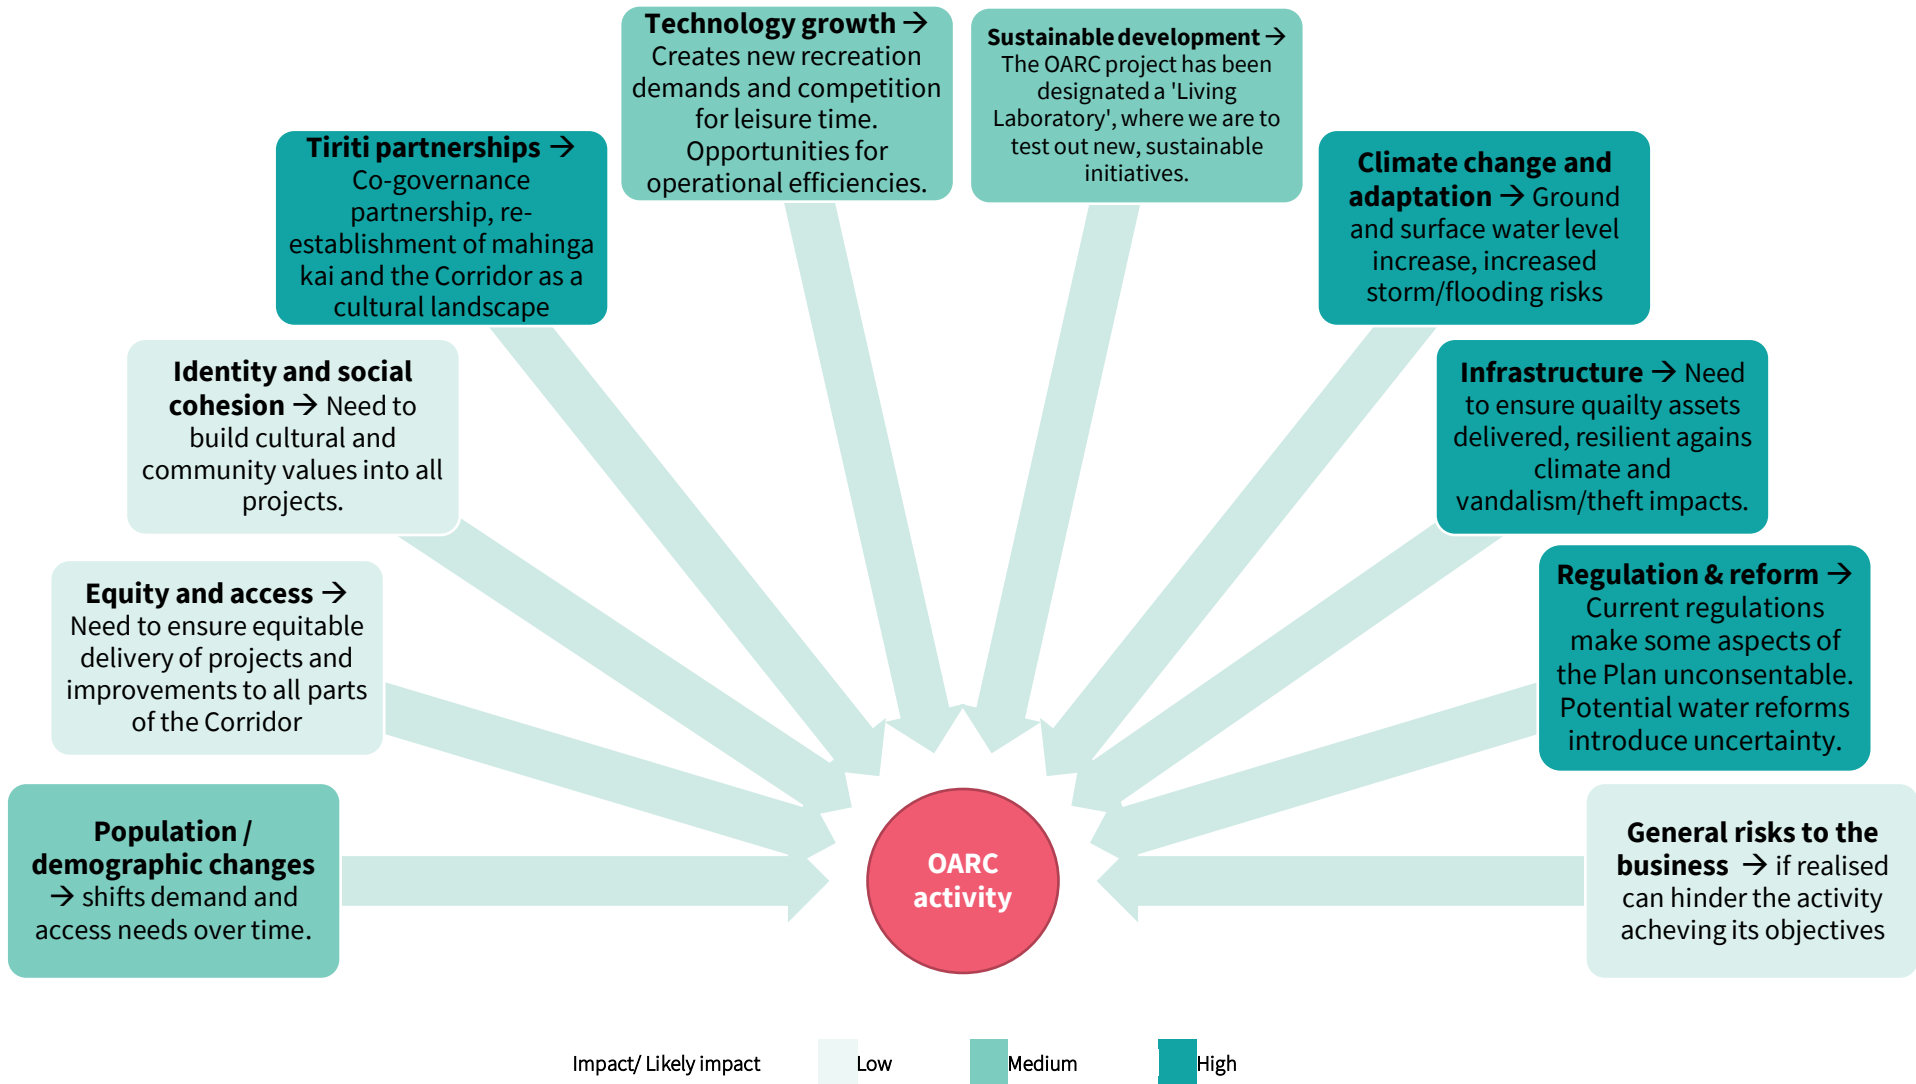 Technology growth →
Creates new recreation
demands and competition
for leisure time.
Opportunities for
operational efficiencies.
Sustainable development →
The OARC project has been
designated a 'Living
Laboratory', where we are to
test out new, sustainable
initiatives.
Tiriti partnerships →
Co-governance
partnership, re-
establishment of mahinga
kai and the Corridor as a
cultural landscape
Climate change and
adaptation → Ground
and surface water level
increase, increased
storm/flooding risks
Identity and social
cohesion → Need to
build cultural and
community values into all
projects.
Infrastructure → Need
to ensure quailty assets
delivered, resilient agains
climate and
vandalism/theft impacts.
Equity and access →
Need to ensure equitable
delivery of projects and
improvements to all parts
of the Corridor
Regulation & reform →
Current regulations
make some aspects of
the Plan unconsentable.
Potential water reforms
introduce uncertainty.
Population /
demographic changes
→ shifts demand and
access needs over time.
OARC
activity
General risks to the
business → if realised
can hinder the activity
acheving its objectives
Impact/ Likely impact
Low
Medium
High